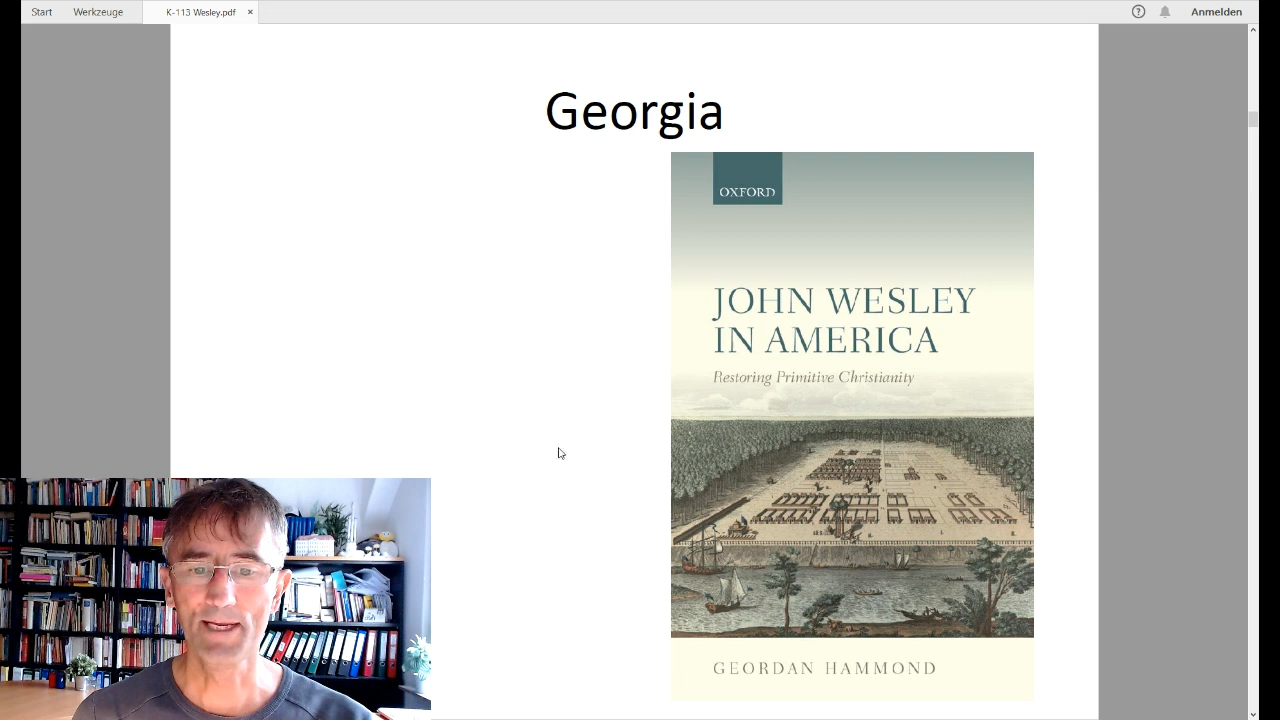 Start Werkzeuge K-113 Wesley.pdf × Anmelden
Georgia
OXFORD
JOHN WESLEY
IN AMERICA
Restoring Primitive Christianity
GEORDAN HAMMOND